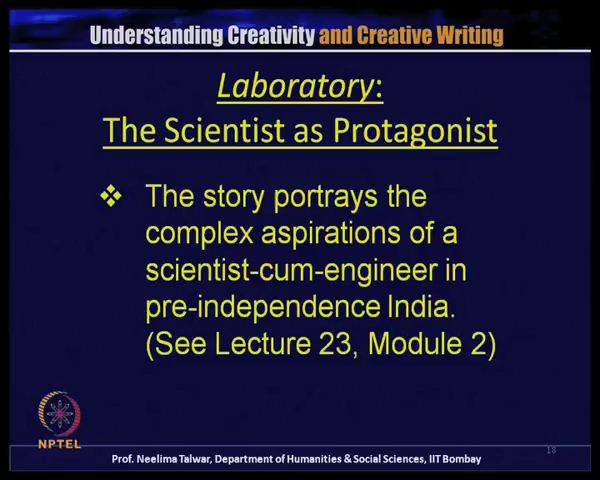 Understanding Creativity and Creative Writing
Laboratory:
The Scientist as Protagonist
❖ The story portrays the
complex aspirations of a
scientist-cum-engineer in
pre-independence India.
(See Lecture 23, Module 2)
NPTEL
18
Prof. Neelima Talwar, Department of Humanities & Social Sciences, IIT Bombay